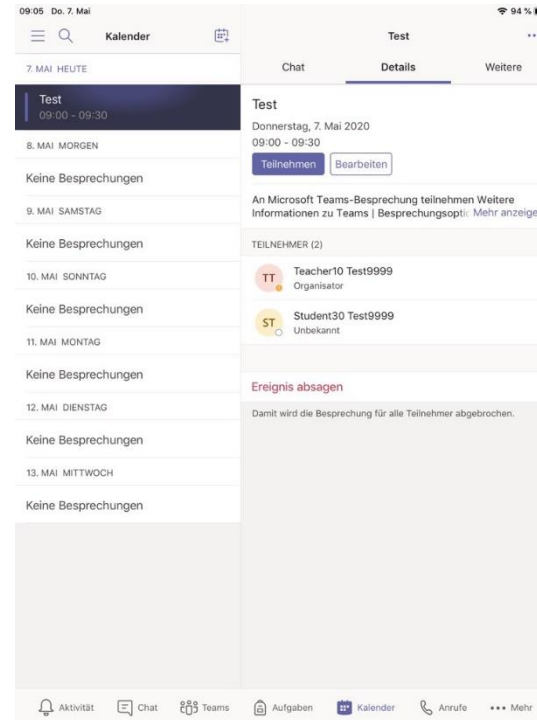 09:05 Do. 7. Mai
94 %
Kalender
7. MAI HEUTE
Test
09:00 - 09:30
8. MAI MORGEN
Keine Besprechungen
9. MAI SAMSTAG
Keine Besprechungen
10. MAI SONNTAG
Keine Besprechungen
11. MAI MONTAG
Keine Besprechungen
12. MAI DIENSTAG
Keine Besprechungen
13. MAI MITTWOCH
Keine Besprechungen
Test
Chat Details Weitere
Test
Donnerstag, 7. Mai 2020
09:00 - 09:30
Teilnehmen Bearbeiten
An Microsoft Teams-Besprechung teilnehmen Weitere
Informationen zu Teams | Besprechungsoptic Mehr anzeige
TEILNEHMER (2)
TT Teacher10 Test9999
Organisator
ST Student30 Test9999
Unbekannt
Ereignis absagen
Damit wird die Besprechung für alle Teilnehmer abgebrochen.
Aktivität Chat Teams Aufgaben Kalender Anrufe Mehr